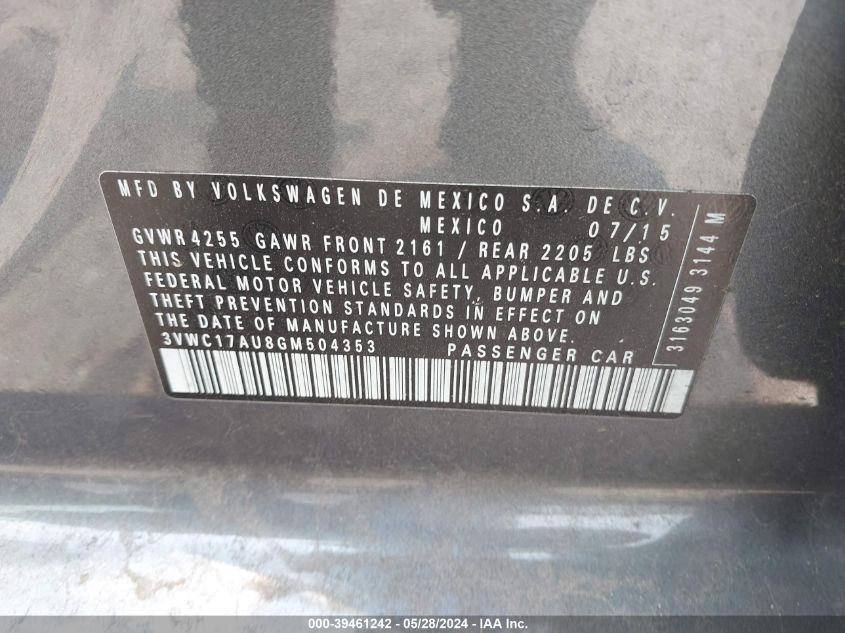 MFD BY VOLKSWAGEN DE MEXICO S.A. DE C.V.
MEXICO 07/15
GVWR 4255 GAWR FRONT 2161 / REAR 2205 LBS
THIS VEHICLE CONFORMS TO ALL APPLICABLE U.S.
FEDERAL MOTOR VEHICLE SAFETY, BUMPER AND
THEFT PREVENTION STANDARDS IN EFFECT ON
THE DATE OF MANUFACTURE SHOWN ABOVE.
3VWC17AU8GM504353 PASSENGER CAR
3163049 3144 M
000-39461242 - 05/28/2024 - IAA Inc.